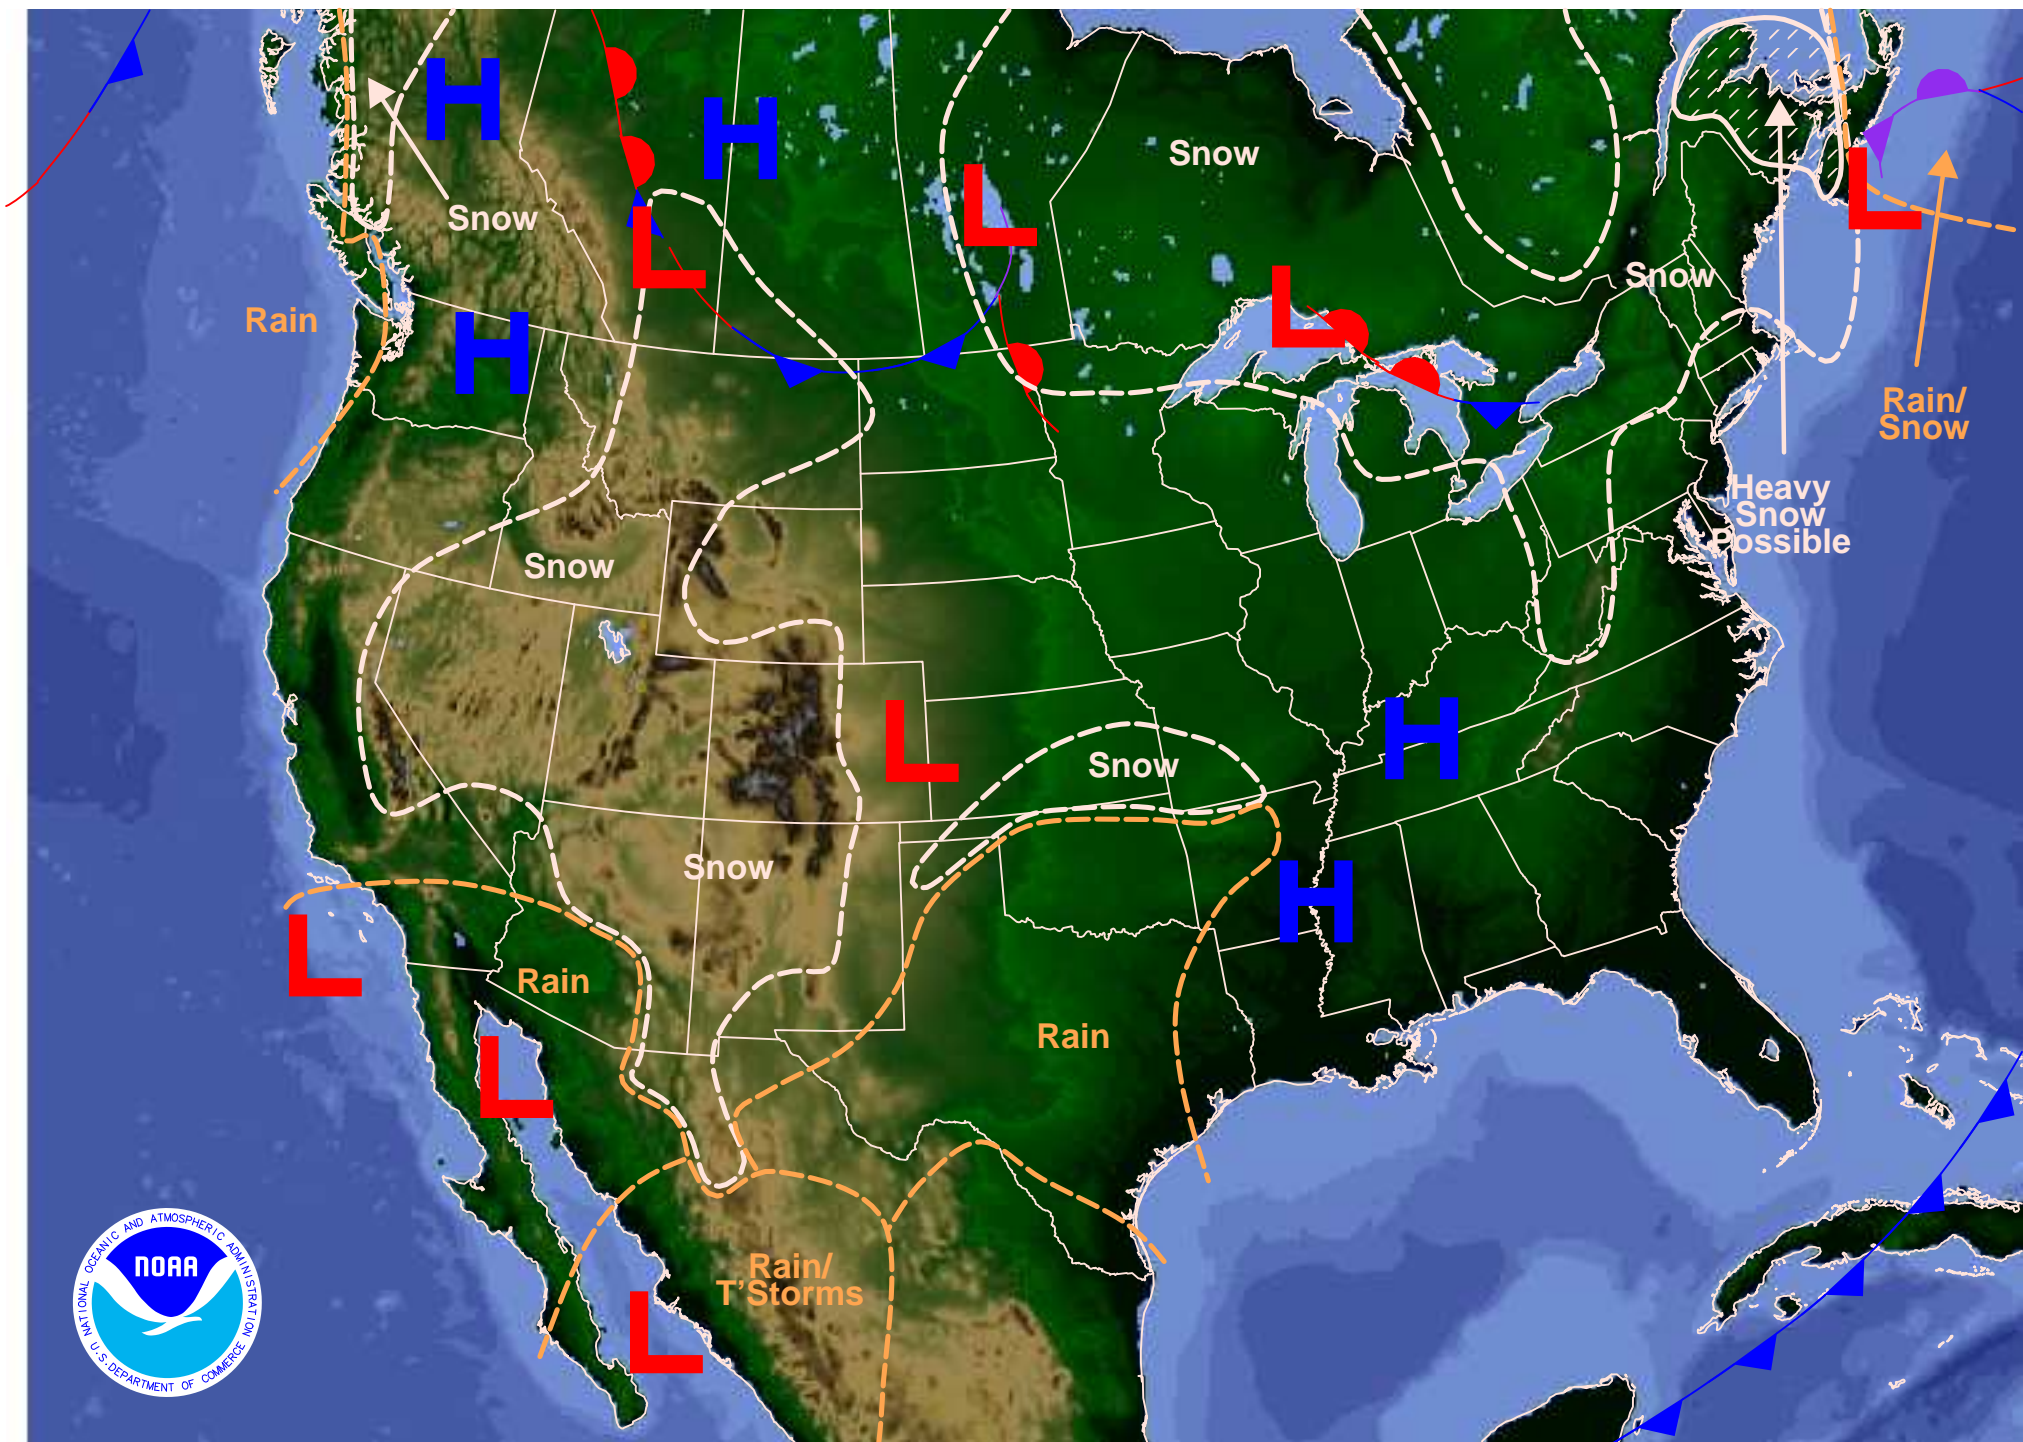 H
H
Snow
L
Snow
L
L
L
Snow
Rain
H
Rain/
Snow
Heavy
Snow
Possible
Snow
H
L
Snow
Snow
H
L
Rain
Rain
L
Rain/
T'Storms
L
NATIONAL OCEANIC AND ATMOSPHERIC ADMINISTRATION
NOAA
U.S. DEPARTMENT OF COMMERCE